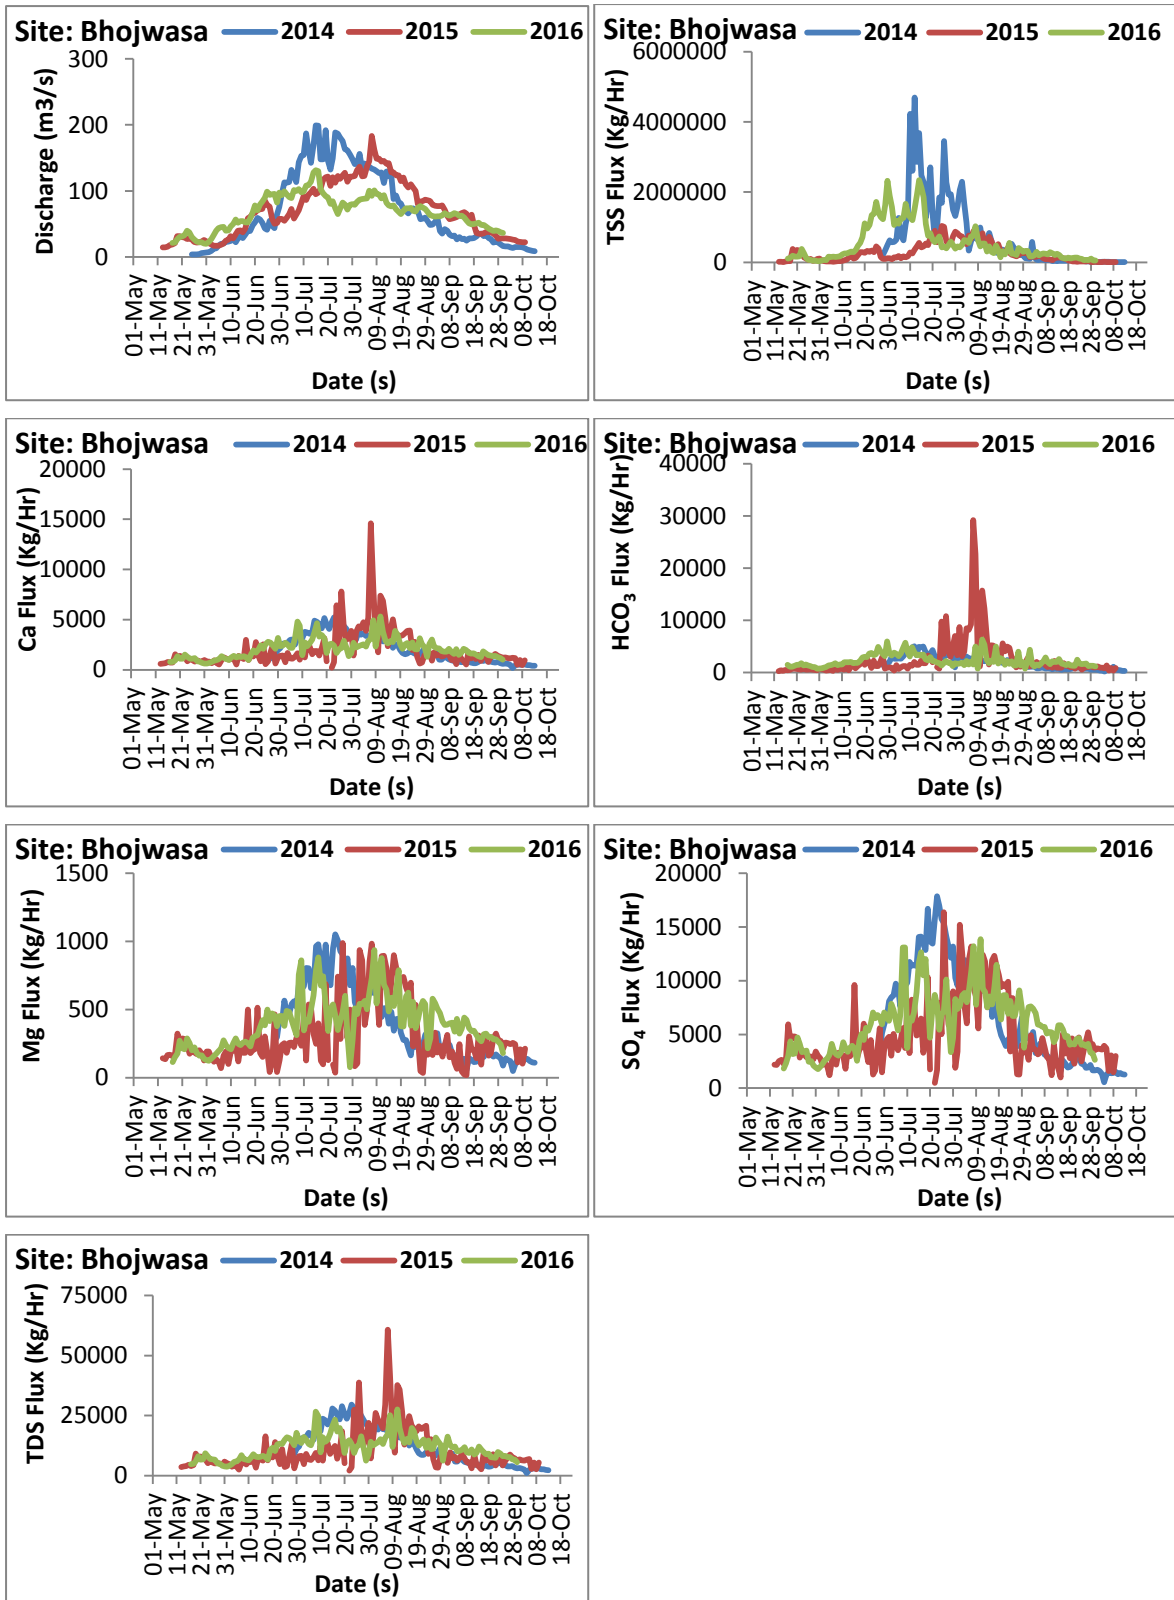 Site: Bhojwasa 2014 2015 2016
300
200
100
0
Discharge (m3/s)
01-May 11-May 21-May 31-May 10-Jun 20-Jun 30-Jun 10-Jul 20-Jul 30-Jul 09-Aug 19-Aug 29-Aug 08-Sep 18-Sep 28-Sep 08-Oct 18-Oct
Date (s)
Site: Bhojwasa 2014 2015 2016
6000000
4000000
2000000
0
TSS Flux (Kg/Hr)
01-May 11-May 21-May 31-May 10-Jun 20-Jun 30-Jun 10-Jul 20-Jul 30-Jul 09-Aug 19-Aug 29-Aug 08-Sep 18-Sep 28-Sep 08-Oct 18-Oct
Date (s)
Site: Bhojwasa 2014 2015 2016
20000
15000
10000
5000
0
Ca Flux (Kg/Hr)
01-May 11-May 21-May 31-May 10-Jun 20-Jun 30-Jun 10-Jul 20-Jul 30-Jul 09-Aug 19-Aug 29-Aug 08-Sep 18-Sep 28-Sep 08-Oct 18-Oct
Date (s)
Site: Bhojwasa 2014 2015 2016
40000
30000
20000
10000
0
HCO3 Flux (Kg/Hr)
01-May 11-May 21-May 31-May 10-Jun 20-Jun 30-Jun 10-Jul 20-Jul 30-Jul 09-Aug 19-Aug 29-Aug 08-Sep 18-Sep 28-Sep 08-Oct 18-Oct
Date (s)
Site: Bhojwasa 2014 2015 2016
1500
1000
500
0
Mg Flux (Kg/Hr)
01-May 11-May 21-May 31-May 10-Jun 20-Jun 30-Jun 10-Jul 20-Jul 30-Jul 09-Aug 19-Aug 29-Aug 08-Sep 18-Sep 28-Sep 08-Oct 18-Oct
Date (s)
Site: Bhojwasa 2014 2015 2016
20000
15000
10000
5000
0
SO4 Flux (Kg/Hr)
01-May 11-May 21-May 31-May 10-Jun 20-Jun 30-Jun 10-Jul 20-Jul 30-Jul 09-Aug 19-Aug 29-Aug 08-Sep 18-Sep 28-Sep 08-Oct 18-Oct
Date (s)
Site: Bhojwasa 2014 2015 2016
75000
50000
25000
0
TDS Flux (Kg/Hr)
01-May 11-May 21-May 31-May 10-Jun 20-Jun 30-Jun 10-Jul 20-Jul 30-Jul 09-Aug 19-Aug 29-Aug 08-Sep 18-Sep 28-Sep 08-Oct 18-Oct
Date (s)